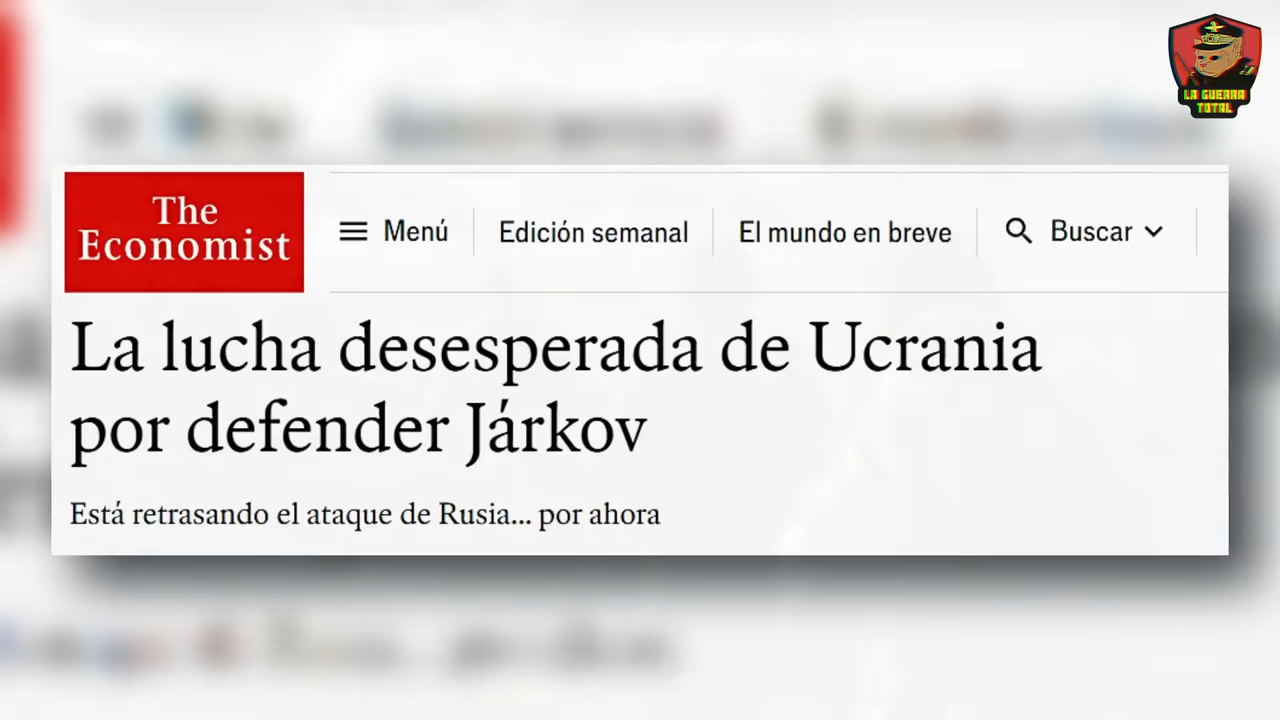 LA GUERRA
TOTAL
The
Economist
Menú
Edición semanal
El mundo en breve
Buscar
La lucha desesperada de Ucrania
por defender Járkov
Está retrasando el ataque de Rusia... por ahora